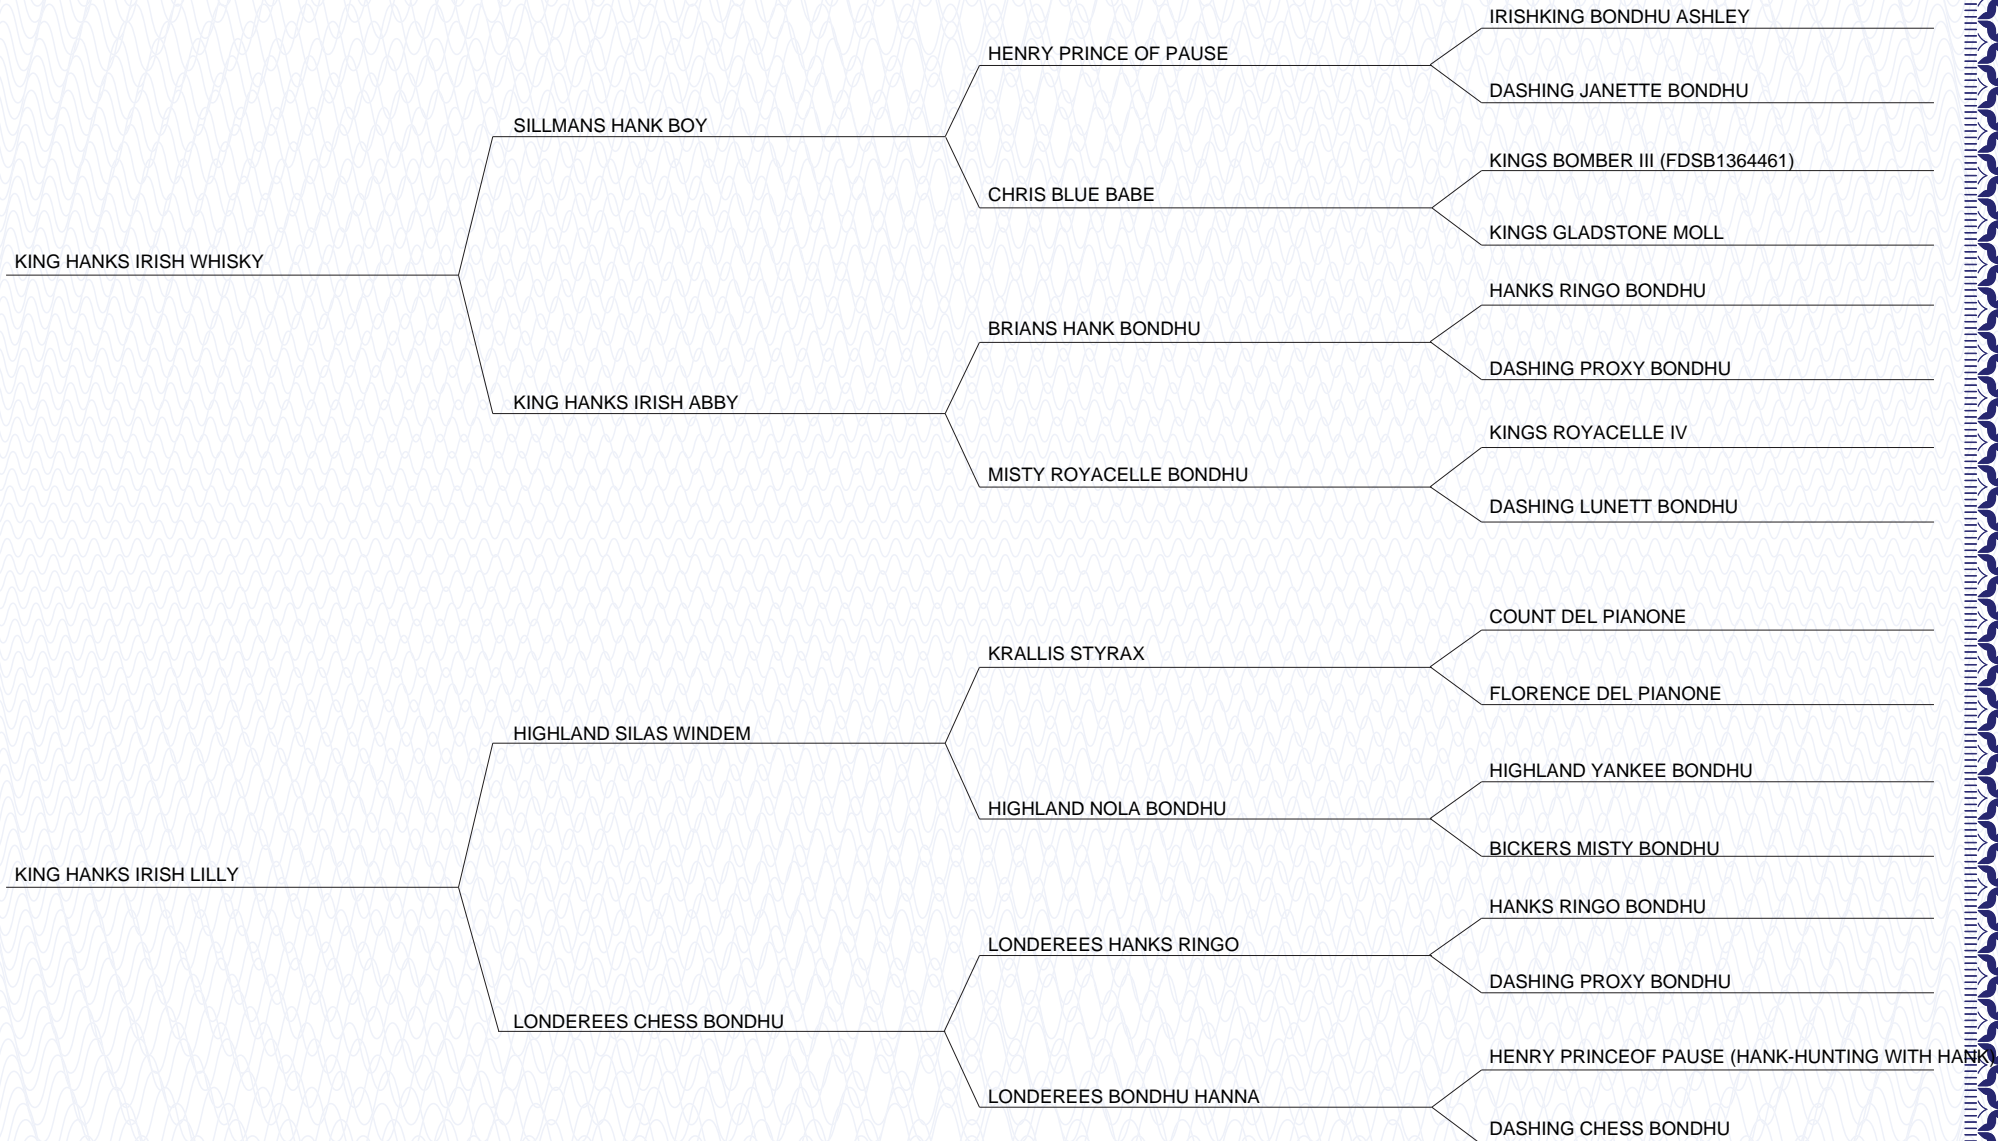 IRISHKING BONDHU ASHLEY
HENRY PRINCE OF PAUSE
DASHING JANETTE BONDHU
SILLMANS HANK BOY
KINGS BOMBER III (FDSB1364461)
CHRIS BLUE BABE
KINGS GLADSTONE MOLL
KING HANKS IRISH WHISKY
HANKS RINGO BONDHU
BRIANS HANK BONDHU
DASHING PROXY BONDHU
KING HANKS IRISH ABBY
KINGS ROYACELLE IV
MISTY ROYACELLE BONDHU
DASHING LUNETT BONDHU
COUNT DEL PIANONE
KRALLIS STYRAX
FLORENCE DEL PIANONE
HIGHLAND SILAS WINDEM
HIGHLAND YANKEE BONDHU
HIGHLAND NOLA BONDHU
BICKERS MISTY BONDHU
KING HANKS IRISH LILLY
HANKS RINGO BONDHU
LONDEREES HANKS RINGO
DASHING PROXY BONDHU
LONDEREES CHESS BONDHU
HENRY PRINCEOF PAUSE (HANK-HUNTING WITH HANK)
LONDEREES BONDHU HANNA
DASHING CHESS BONDHU